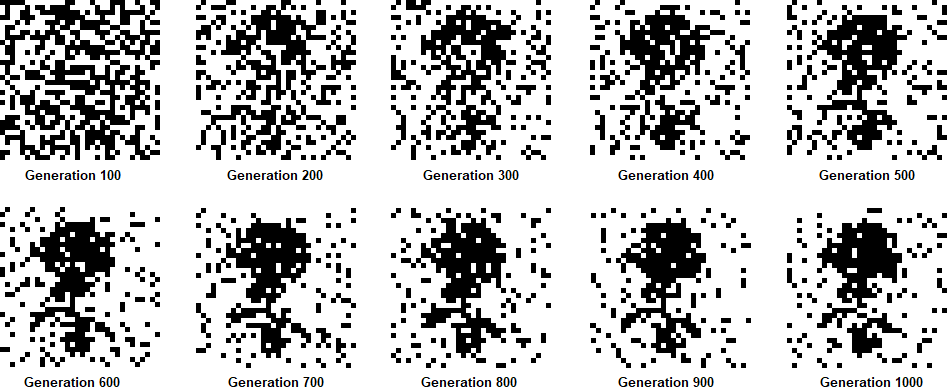 Generation 100
Generation 200
Generation 300
Generation 400
Generation 500
Generation 600
Generation 700
Generation 800
Generation 900
Generation 1000